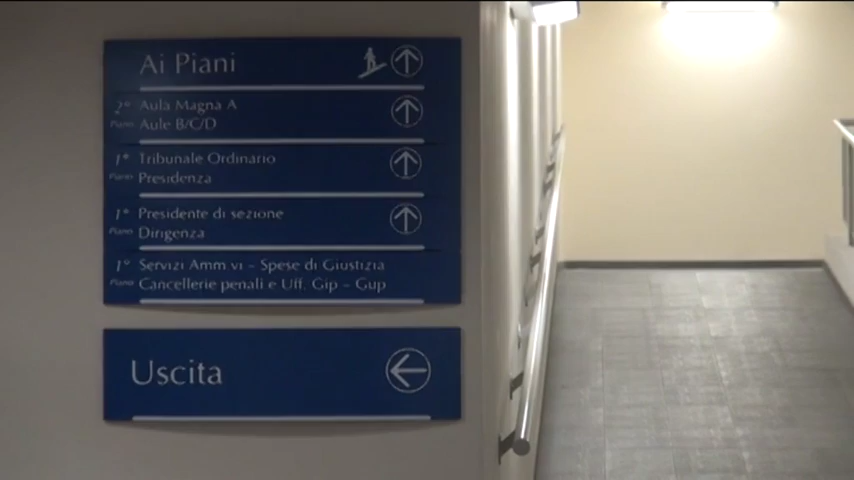 Ai Piani
2° Aula Magna A
Piano Aule B/C/D
1° Tribunale Ordinario
Piano Presidenza
1° Presidente di sezione
Piano Dirigenza
1° Servizi Amm vi - Spese di Giustizia
Piano Cancellerie penali e Uff. Gip - Gup
Uscita